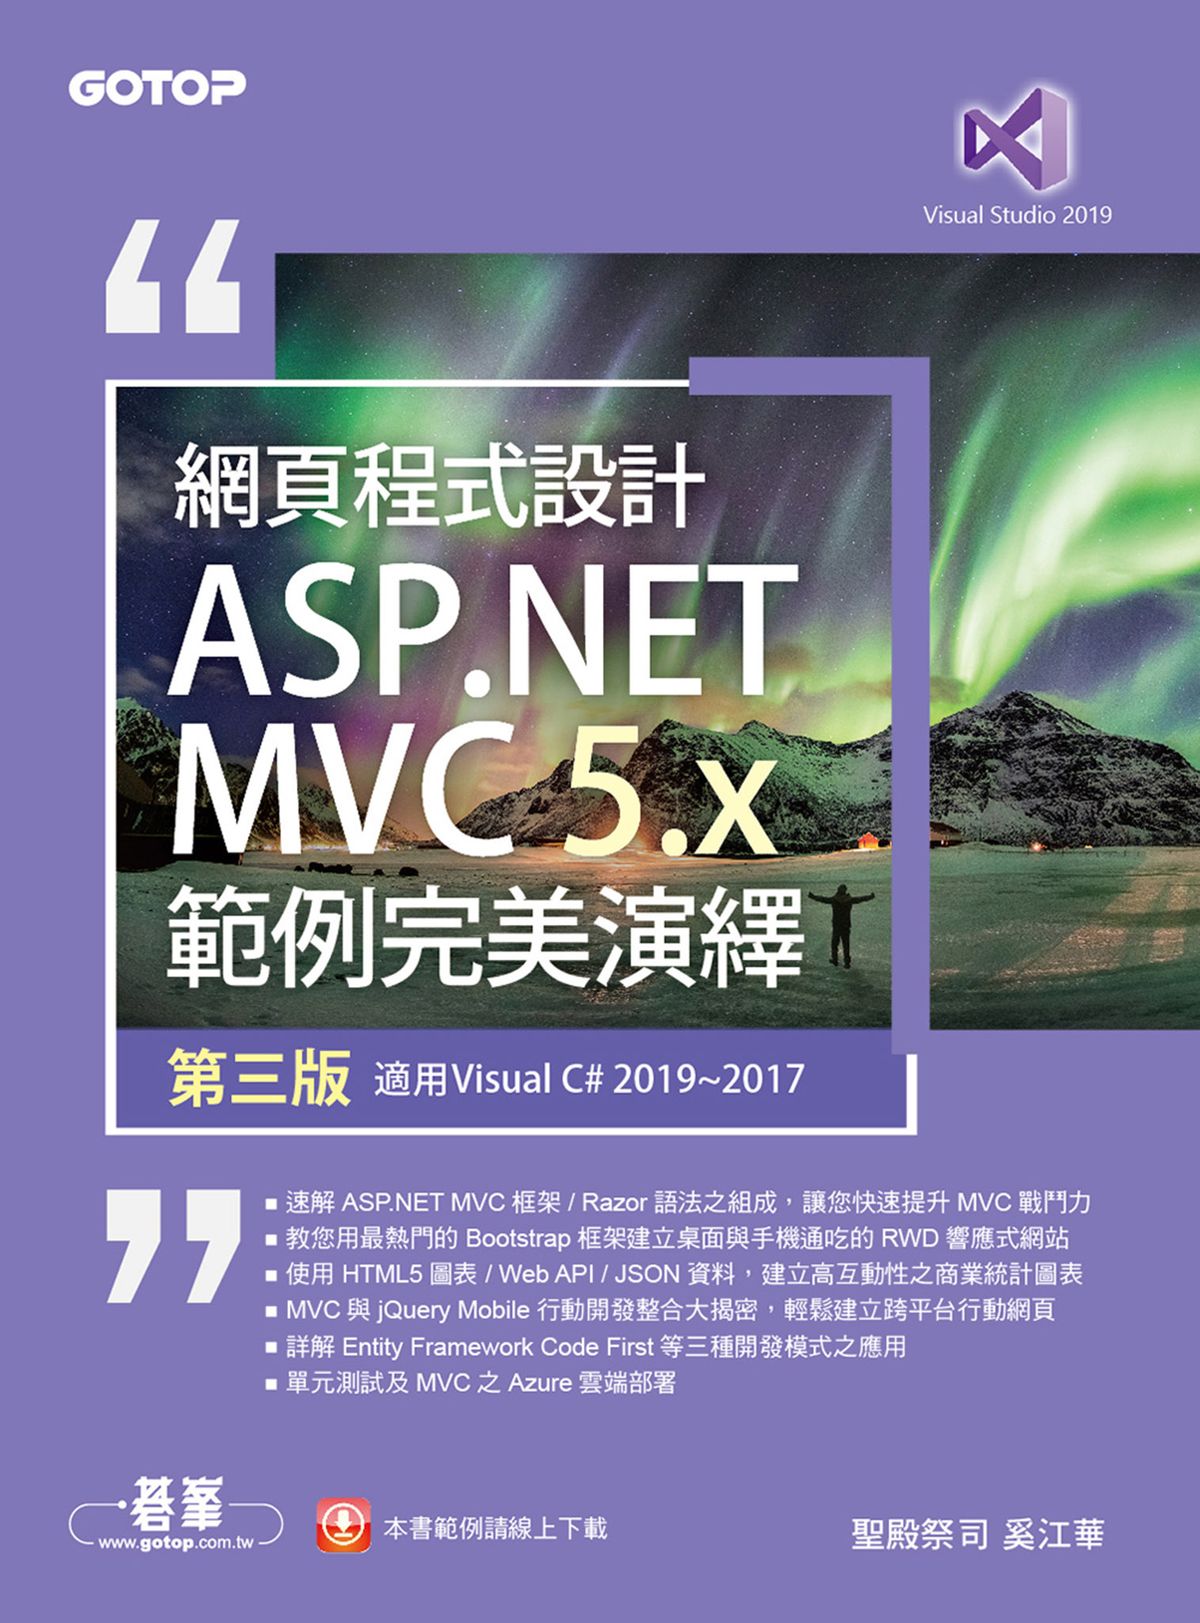 GOTOP
Visual Studio 2019
網頁程式設計
ASP.NET
MVC 5.x
範例完美演繹
第三版 適用Visual C# 2019~2017
■ 速解 ASP.NET MVC 框架 / Razor 語法之組成，讓您快速提升 MVC 戰鬥力
■ 教您用最熱門的 Bootstrap 框架建立桌面與手機通吃的 RWD 響應式網站
■ 使用 HTML5 圖表 / Web API / JSON 資料，建立高互動性之商業統計圖表
■ MVC 與 jQuery Mobile 行動開發整合大揭密，輕鬆建立跨平台行動網頁
■ 詳解 Entity Framework Code First 等三種開發模式之應用
■ 單元測試及 MVC 之 Azure 雲端部署
碁峯
www.gotop.com.tw
本書範例請線上下載
聖殿祭司 奚江華